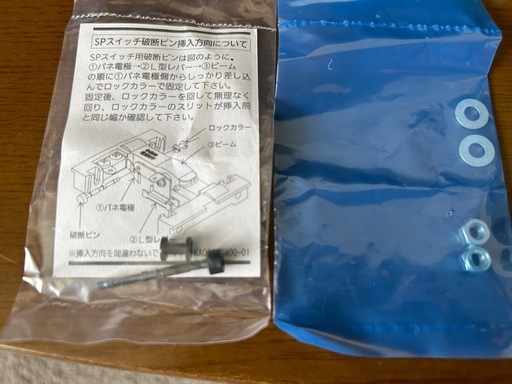 SPスイッチ破断ピン挿入方向について
SPスイッチ用破断ピンは図のように、
①バネ電極→②L型レバー→③ビーム
の順に①バネ電極側からしっかり差し込
んでロックカラーで固定して下さい。
固定後、ロックカラーを回して無理なく
回り、ロックカラーのスリットが挿入前
と同じ幅か確認して下さい。
ロックカラー
③ビーム
①バネ電極
破断ピン
②L型レ
※挿入方向を間違わないで
800-01